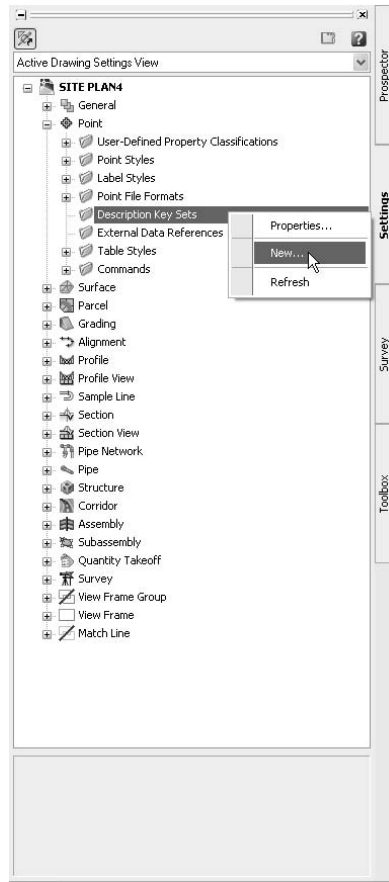 Active Drawing Settings View
SITE PLAN4
General
Point
User-Defined Property Classifications
Point Styles
Label Styles
Point File Formats
Description Key Sets
External Data References
Table Styles
Commands
Surface
Parcel
Grading
Alignment
Profile
Profile View
Sample Line
Section
Section View
Pipe Network
Pipe
Structure
Corridor
Assembly
Subassembly
Quantity Takeoff
Survey
View Frame Group
View Frame
Match Line
Properties...
New...
Refresh
Prospector
Settings
Survey
Toolbox